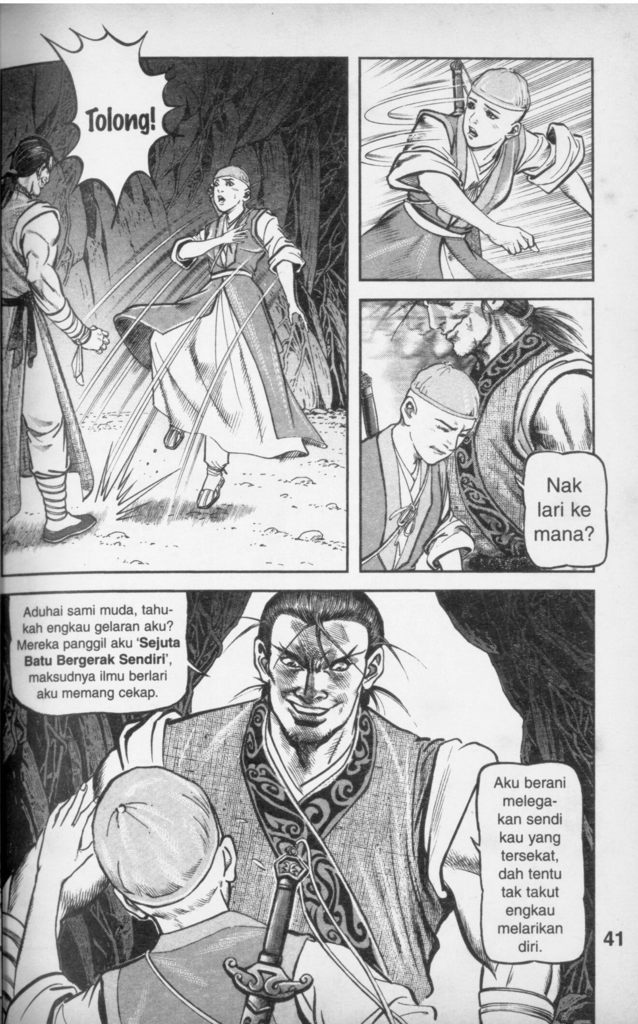 Tolong!
Nak
lari ke
mana?
Aduhai sami muda, tahu-
kah engkau gelaran aku?
Mereka panggil aku ‘Sejuta
Batu Bergerak Sendiri’,
maksudnya ilmu berlari
aku memang cekap.
Aku berani
melega-
kan sendi
kau yang
tersekat,
dah tentu
tak takut
engkau
melarikan
diri.
41